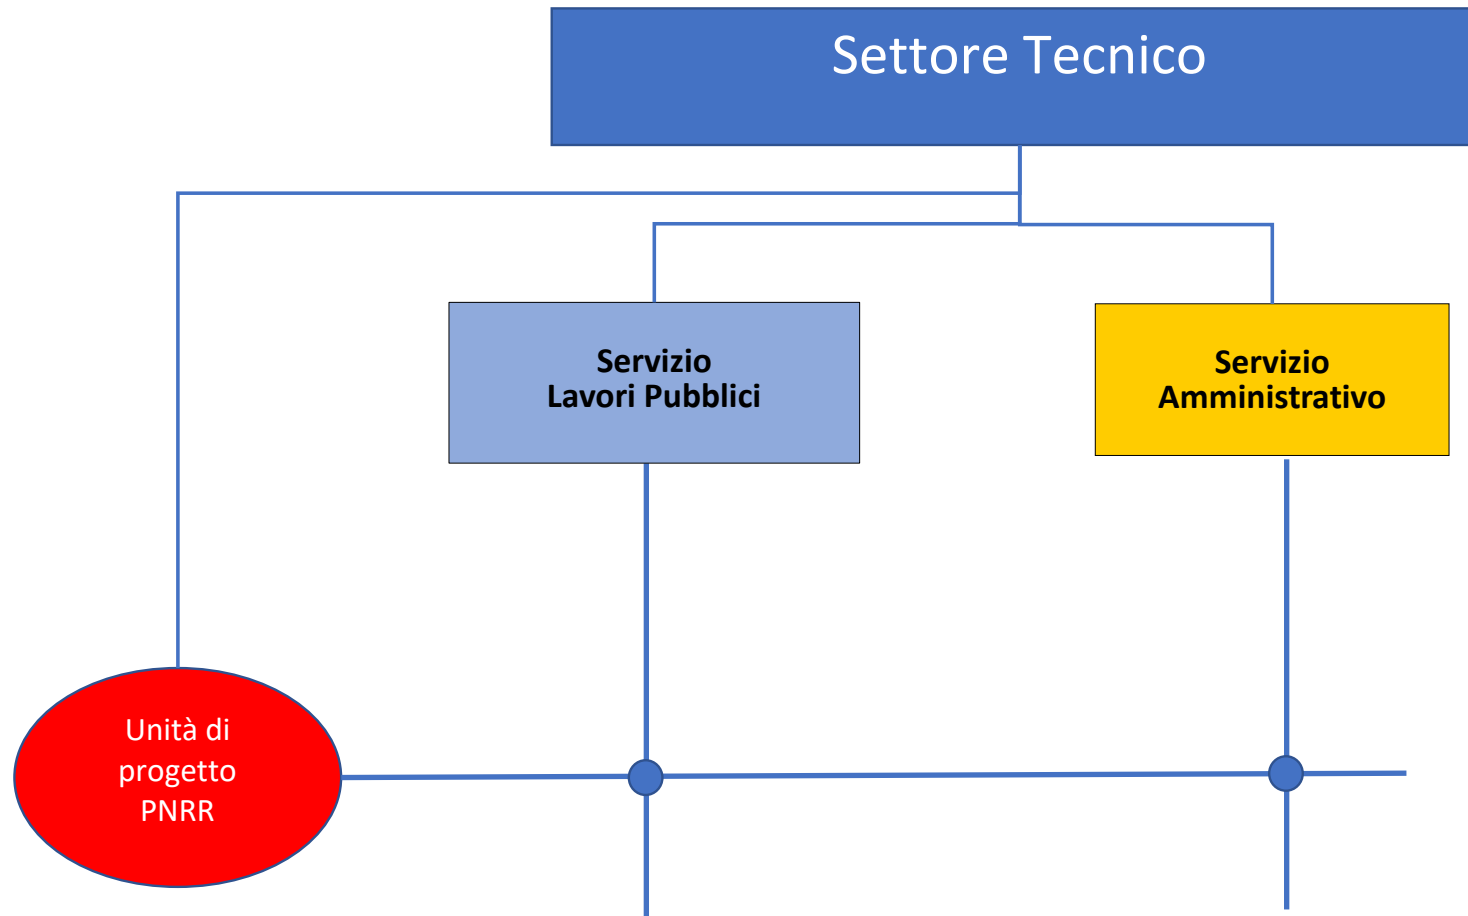 Settore Tecnico
Servizio
Lavori Pubblici
Servizio
Amministrativo
Unità di
progetto
PNRR